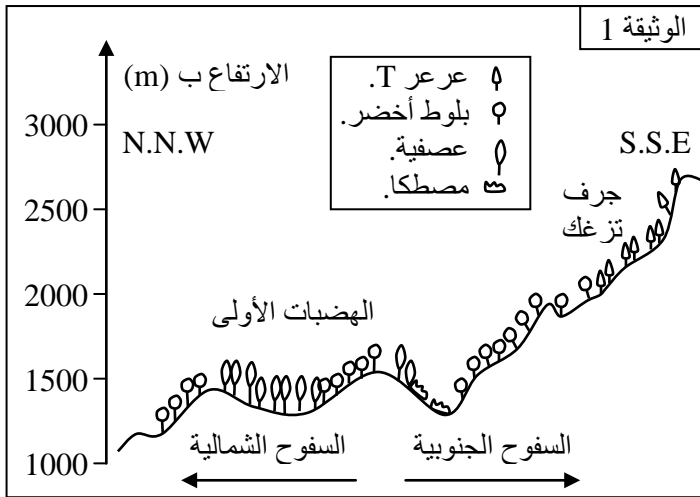 الوثيقة 1
الارتفاع ب (m)
عرعر T.
بلوط أخضر.
عصفية.
مصطكا.
3000
2500
2000
1500
1000
N.N.W
S.S.E
جرف
تزغك
الهضبات الأولى
السفوح الشمالية
السفوح الجنوبية